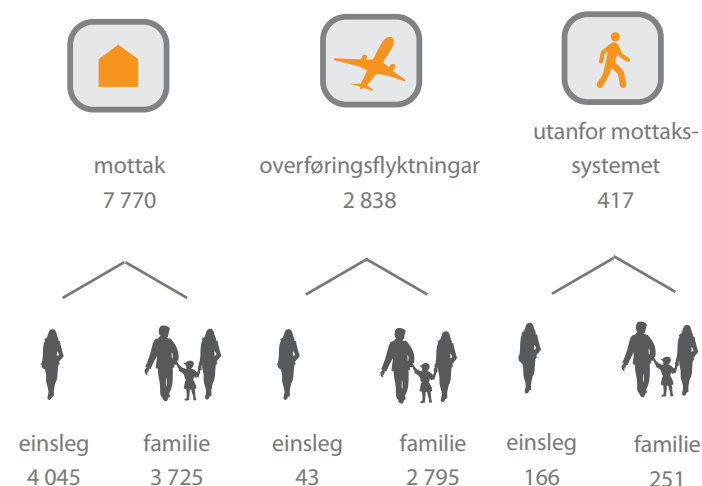 mottak
7 770
overføringsflyktningar
2 838
utanfor mottaks-
systemet
417
einsleg
4 045
familie
3 725
einsleg
43
familie
2 795
einsleg
166
familie
251